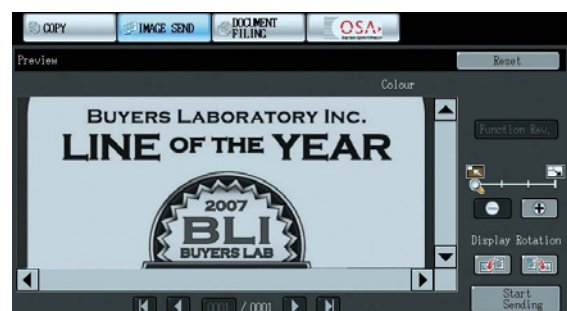 COPY
IMAGE SEND
DOCUMENT
FILING
OSA
Preview
Reset
Colour
BUYERS LABORATORY INC.
LINE OF THE YEAR
2007
BLI
BUYERS LAB
Function Rev.
Display Rotation
0001 / 0001
Start
Sending